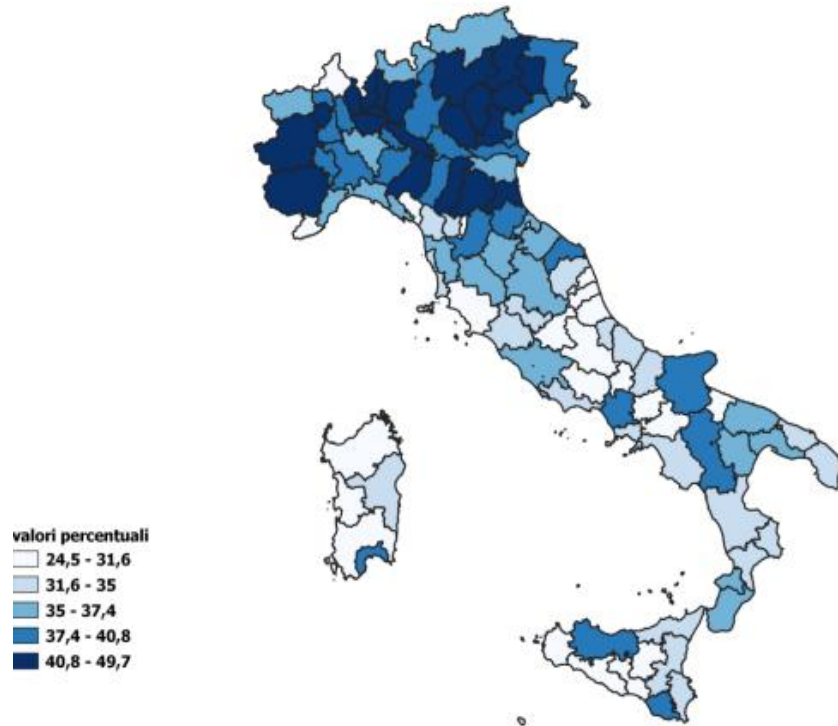 valori percentuali
24,5 - 31,6
31,6 - 35
35 - 37,4
37,4 - 40,8
40,8 - 49,7